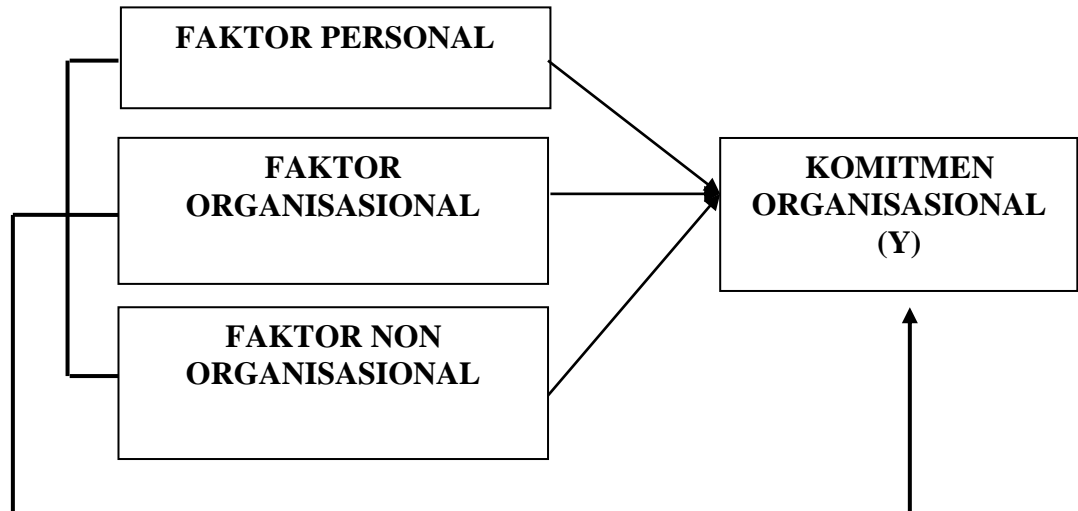 FAKTOR PERSONAL
FAKTOR
ORGANISASIONAL
FAKTOR NON
ORGANISASIONAL
KOMITMEN
ORGANISASIONAL
(Y)